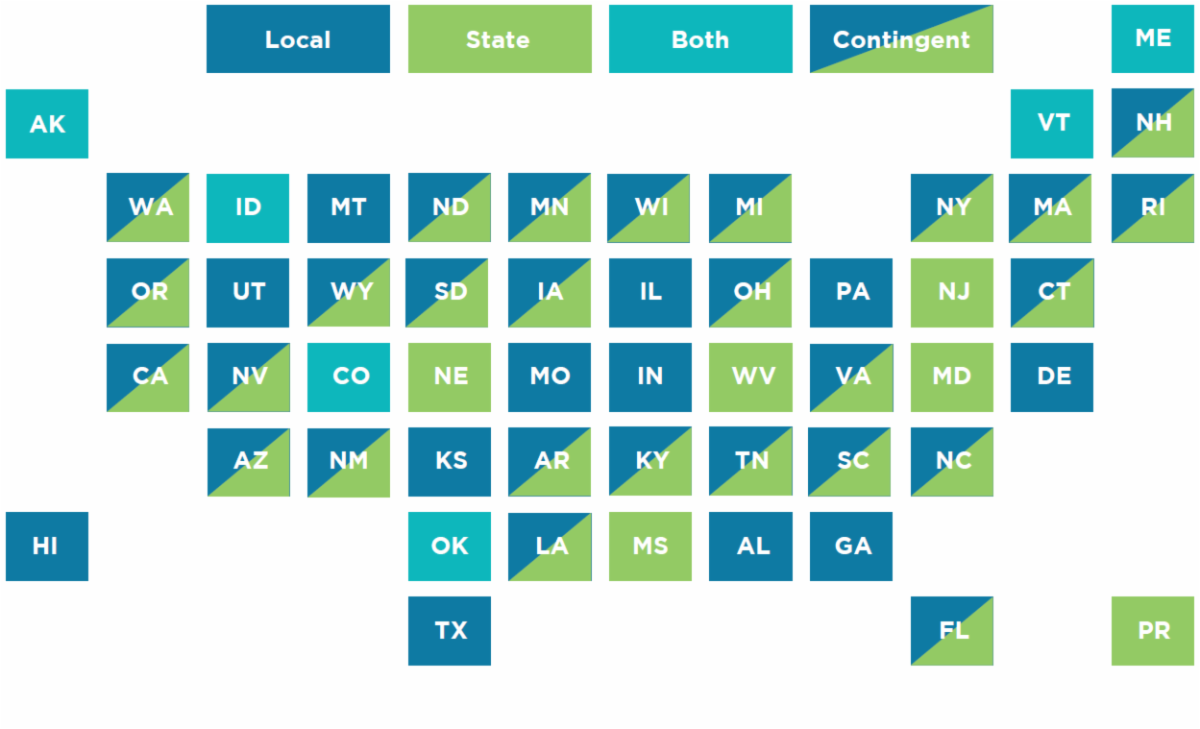 Local State Both Contingent ME
AK VT NH
WA ID MT ND MN WI MI NY MA RI
OR UT WY SD IA IL OH PA NJ CT
CA NV CO NE MO IN WV VA MD DE
AZ NM KS AR KY TN SC NC
HI OK LA MS AL GA
TX FL PR